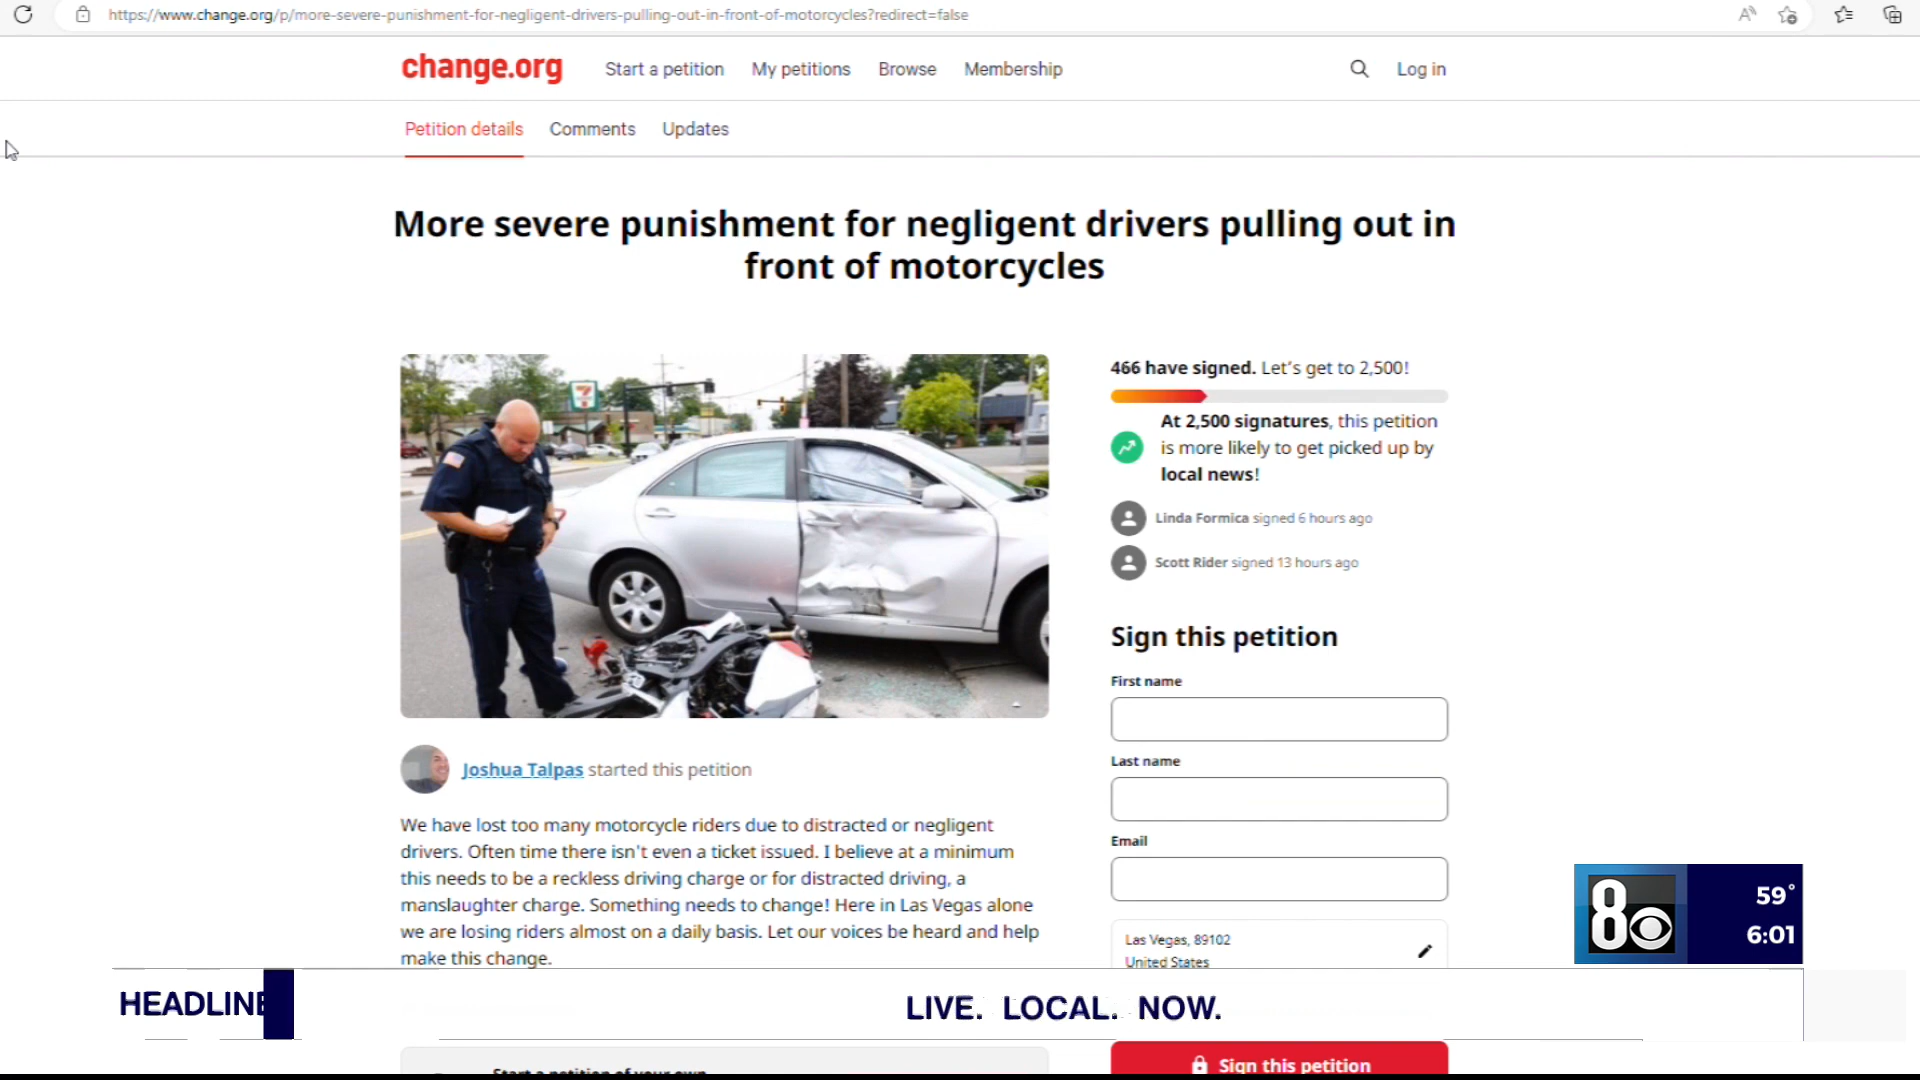 https://www.change.org/p/more-severe-punishment-for-negligent-drivers-pulling-out-in-front-of-motorcycles?redirect=false
change.org
Start a petition
My petitions
Browse
Membership
Log in
Petition details
Comments
Updates
More severe punishment for negligent drivers pulling out in
front of motorcycles
7
466 have signed. Let's get to 2,500!
At 2,500 signatures, this petition
is more likely to get picked up by
local news!
Linda Formica signed 6 hours ago
Scott Rider signed 13 hours ago
Sign this petition
First name
Last name
Email
Las Vegas, 89102
United States
Joshua Talpas started this petition
We have lost too many motorcycle riders due to distracted or negligent
drivers. Often time there isn't even a ticket issued. I believe at a minimum
this needs to be a reckless driving charge or for distracted driving, a
manslaughter charge. Something needs to change! Here in Las Vegas alone
we are losing riders almost on a daily basis. Let our voices be heard and help
make this change.
8
59°
6:01
HEADLINE
LIVE. LOCAL. NOW.
Start a petition of your own
Sign this petition